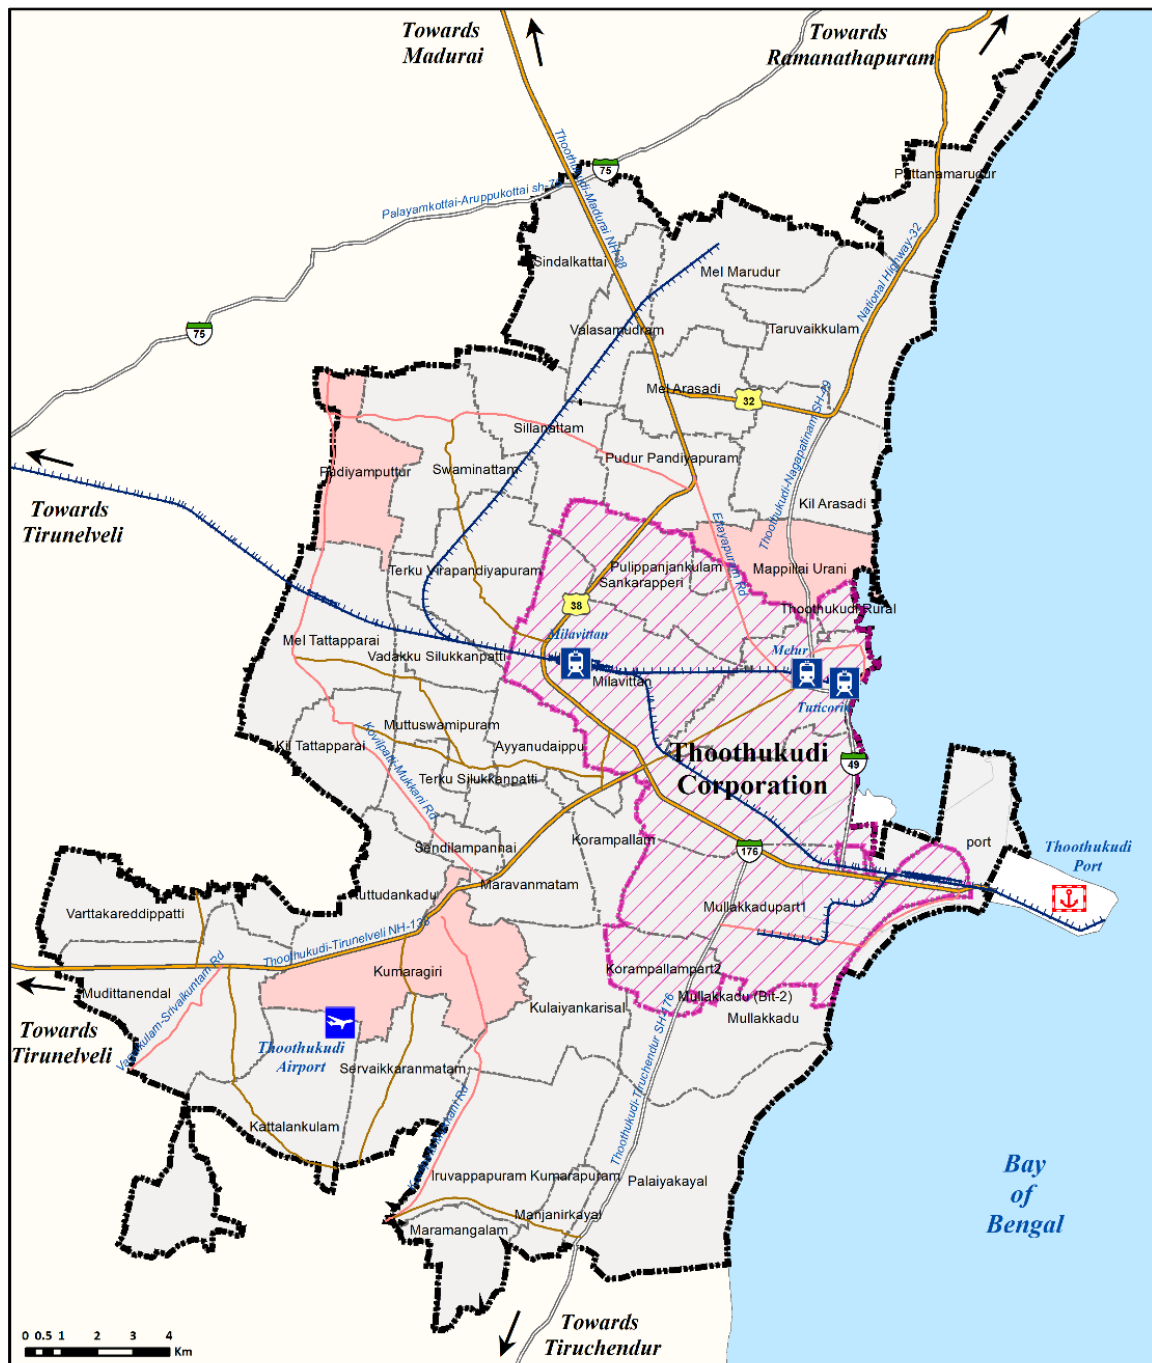 Towards
Madurai
Towards
Ramanathapuram
75
Palayamkottai-Aruppukottai sh-75
Thoothukudi-Madurai NH-38
Pattanamarudur
National Highway-32
Sindalkattai
Mel Marudur
75
Valasamudram
Taruvaikkulam
Mel Arasadi
32
Thoothukudi-Nagapatinam SH-49
Sillanattam
Padiyamputtur
Swaminattam
Pudur Pandiyapuram
Towards
Tirunelveli
Kil Arasadi
Ettayapuram Rd
Terku Virapandiyapuram
Pulippanjankulam
Sankarapperi
Mappillai Urani
38
Thoothukudi Rural
Mel Tattapparai
Milavittan
Vadakku Silukkanpatti
Melur
Milavittan
Tuticorin
Muttuswamipuram
Kil Tattapparai
Ayyanudaippu
Kovilpatti-Mukkani Rd
Terku Silukkanpatti
Thoothukudi
Corporation
49
Korampallam
Sendilampannai
176
port
Thoothukudi
Port
Maravanmatam
Kuttudankadu
Varttakareddippatti
Mullakkadupart1
Thoothukudi-Tirunelveli NH-138
Kumaragiri
Korampallampart2
Mudittanendal
Kulaiyankarisal
Mullakkadu (Bit-2)
Mullakkadu
Towards
Tirunelveli
Thoothukudi
Airport
Servaikkaranmatam
Thoothukudi-Tiruchendur SH-176
Kattalankulam
Iruvappapuram
Kumarapuram
Palaiyakayal
Bay
of
Bengal
Manjanirkayal
Maramangalam
Towards
Tiruchendur
0 0.5 1 2 3 4
Km